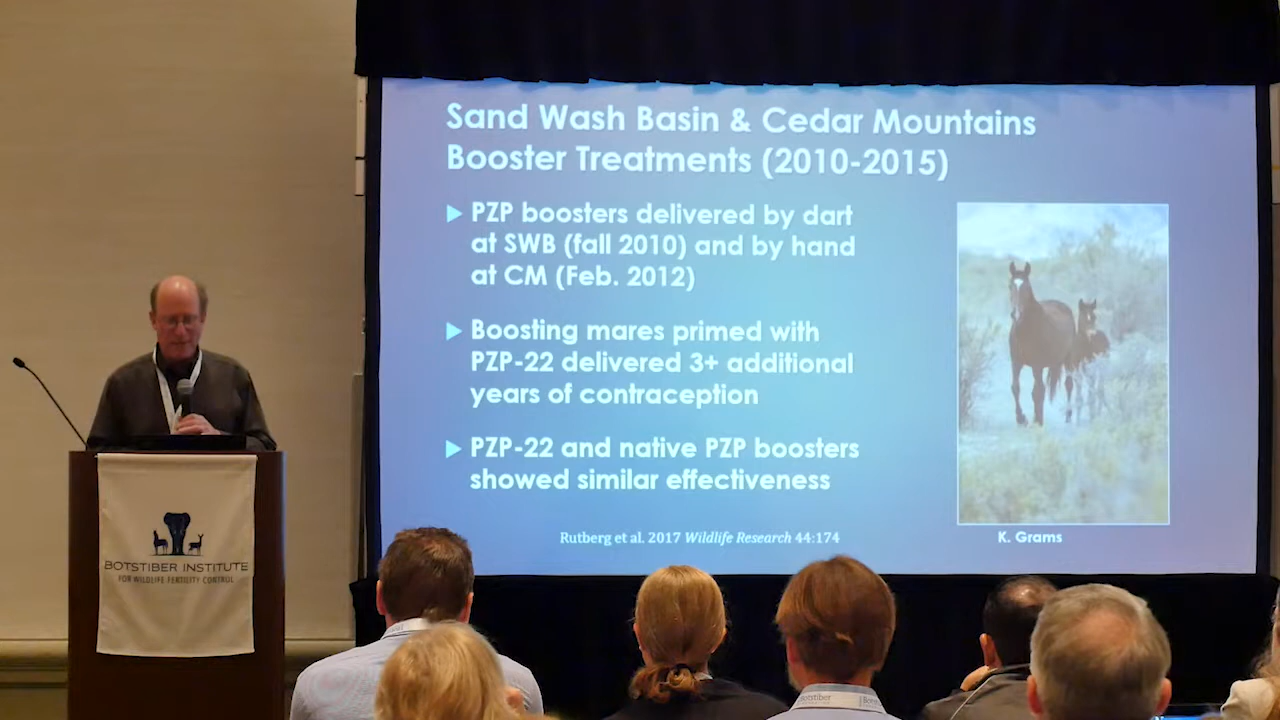 Sand Wash Basin & Cedar Mountains
Booster Treatments (2010-2015)
PZP boosters delivered by dart
at SWB (fall 2010) and by hand
at CM (Feb. 2012)
Boosting mares primed with
PZP-22 delivered 3+ additional
years of contraception
PZP-22 and native PZP boosters
showed similar effectiveness
Rutberg et al. 2017 Wildlife Research 44:174
K. Grams
BOTSTIBER INSTITUTE
FOR WILDLIFE FERTILITY CONTROL
Botstiber